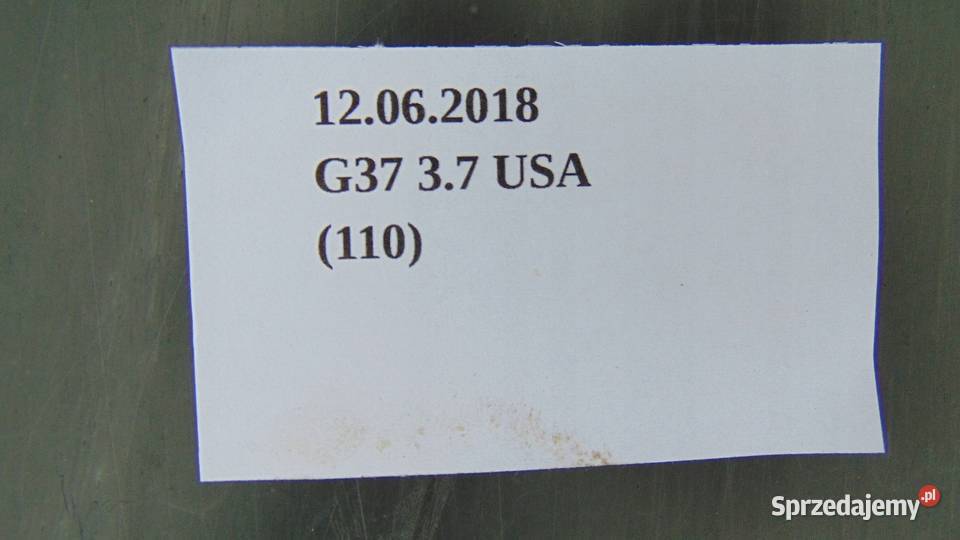 12.06.2018
G37 3.7 USA
(110)
Sprzedajemy.pl